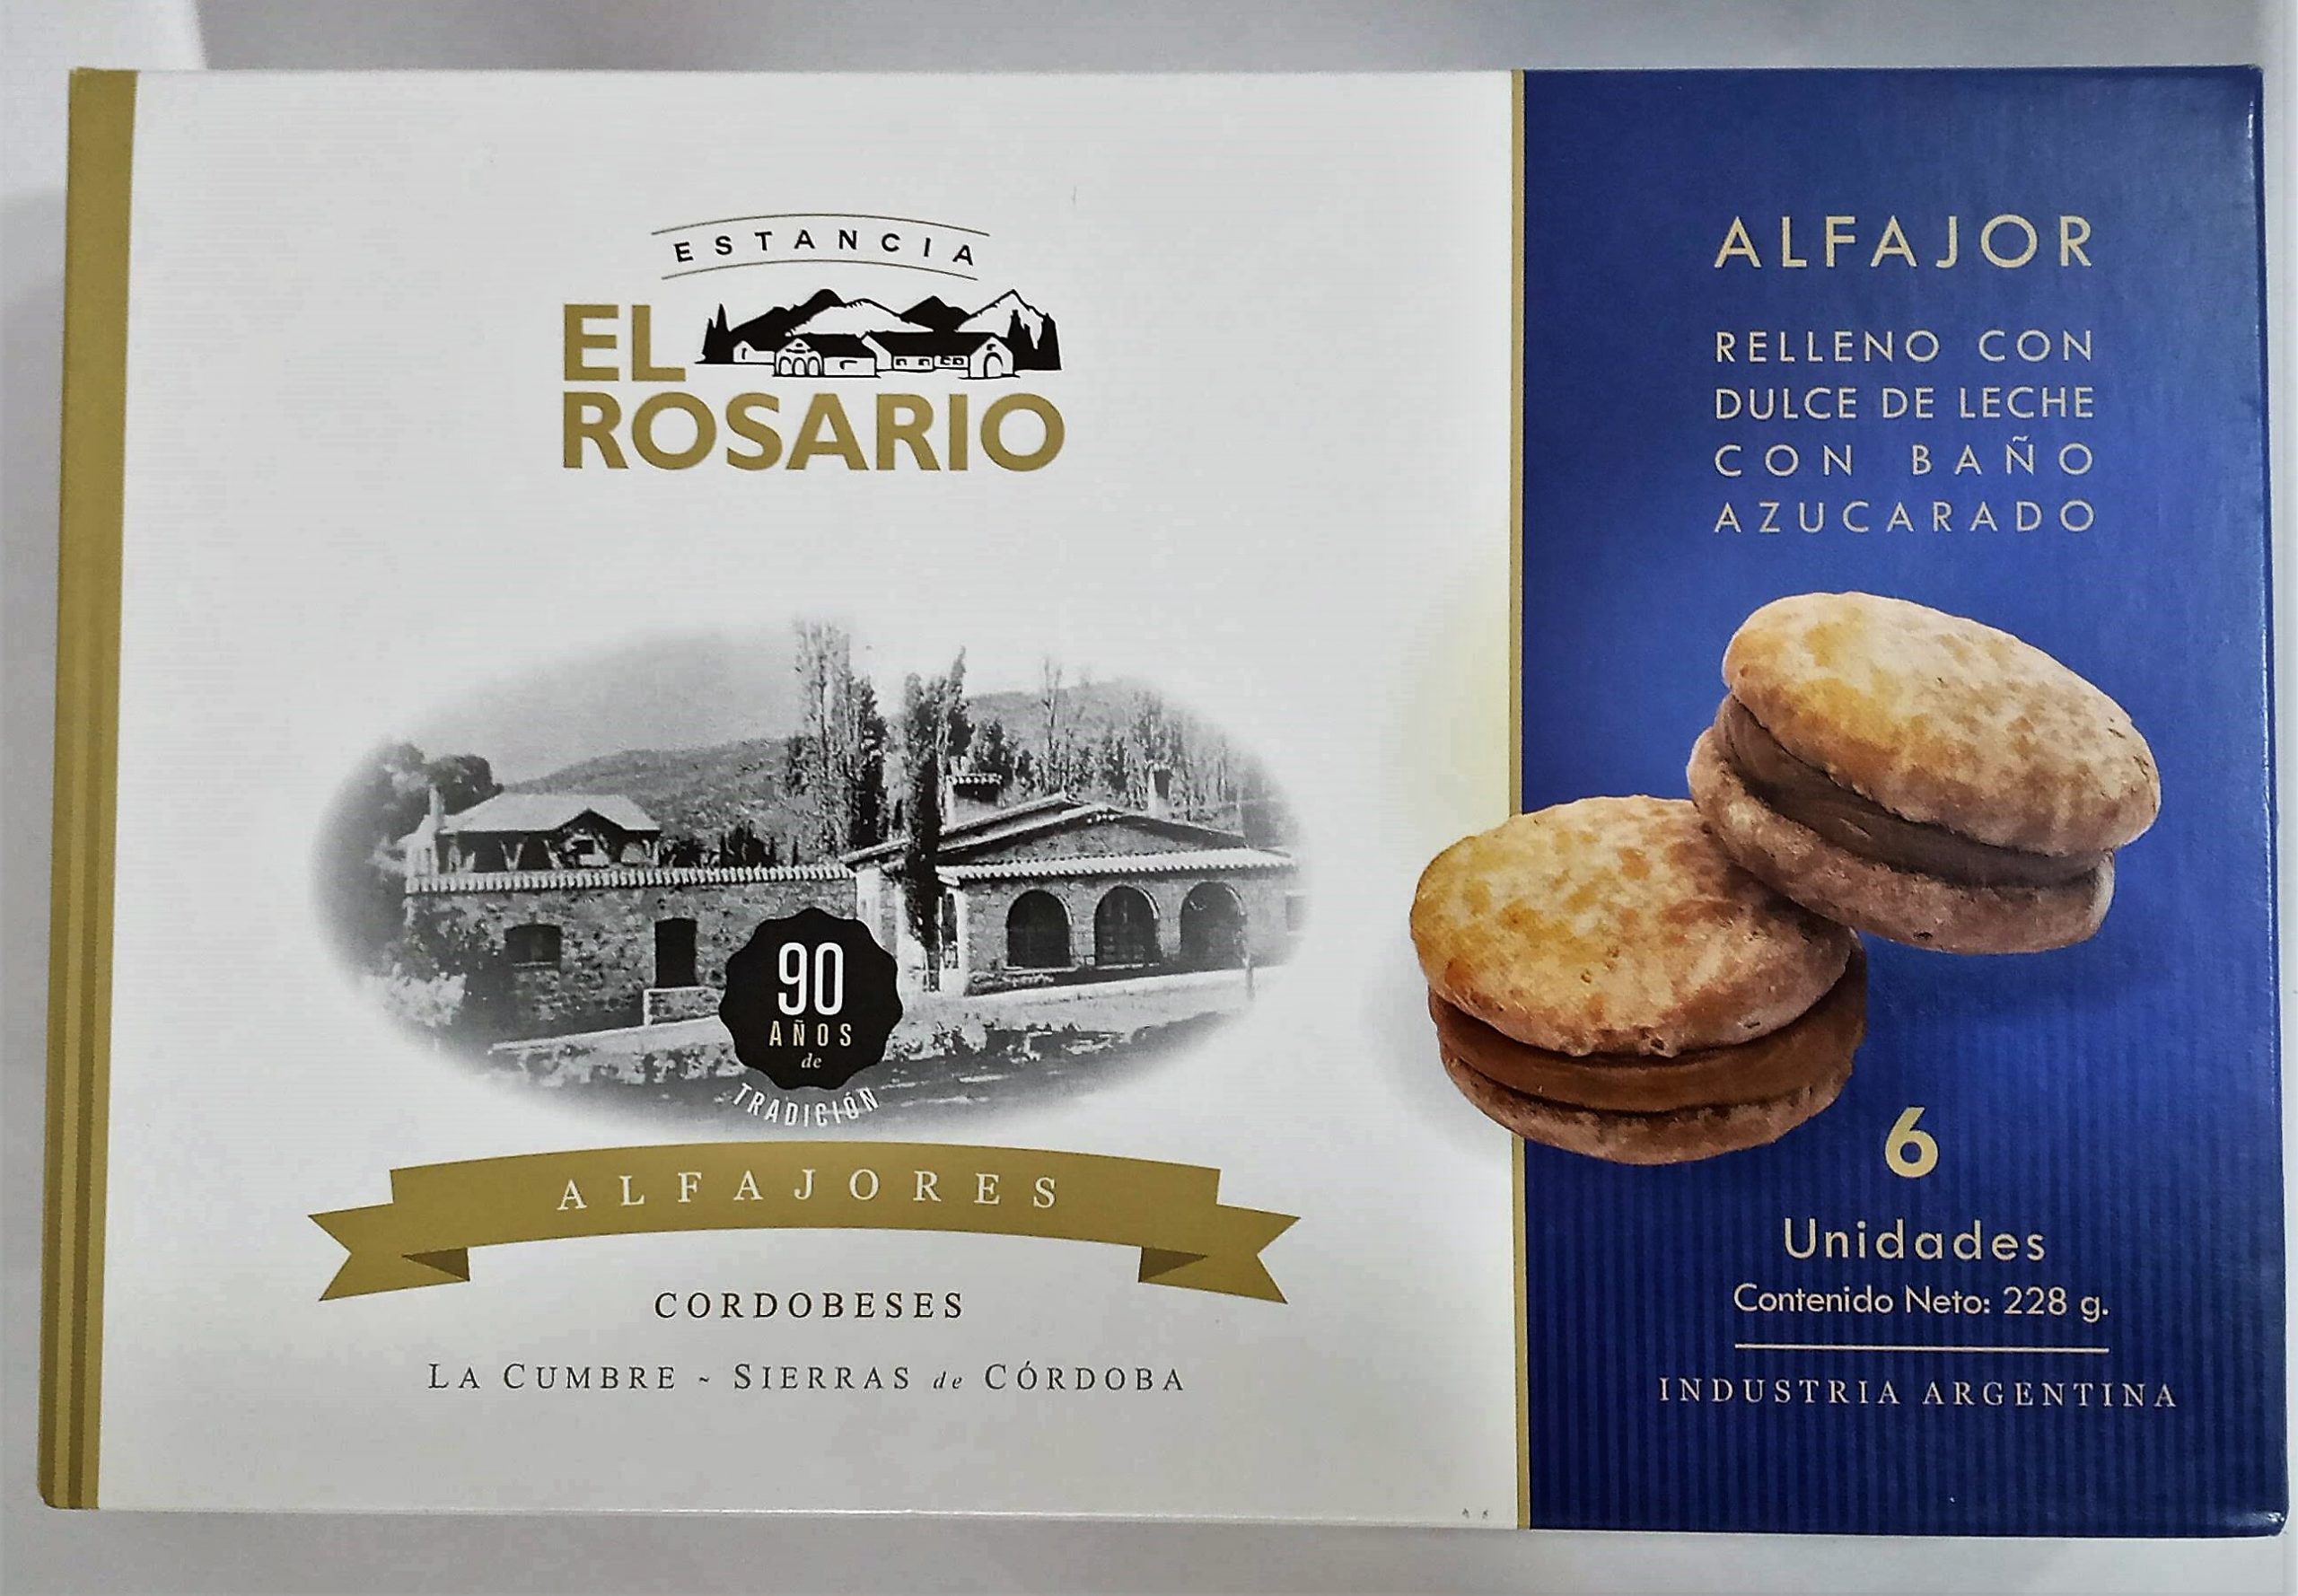 ESTANCIA
EL
ROSARIO
90
AÑOS
de
TRADICIÓN
ALFAJORES
CORDOBESES
LA CUMBRE ~ SIERRAS de CÓRDOBA
ALFAJOR
RELLENO CON
DULCE DE LECHE
CON BAÑO
AZUCARADO
6
Unidades
Contenido Neto: 228 g.
INDUSTRIA ARGENTINA